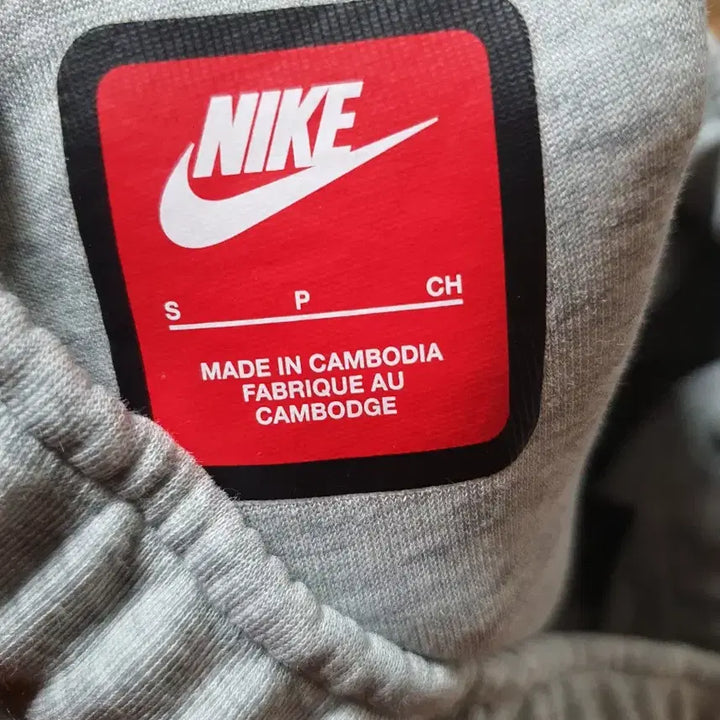 NIKE
S P CH
MADE IN CAMBODIA
FABRIQUE AU
CAMBODGE